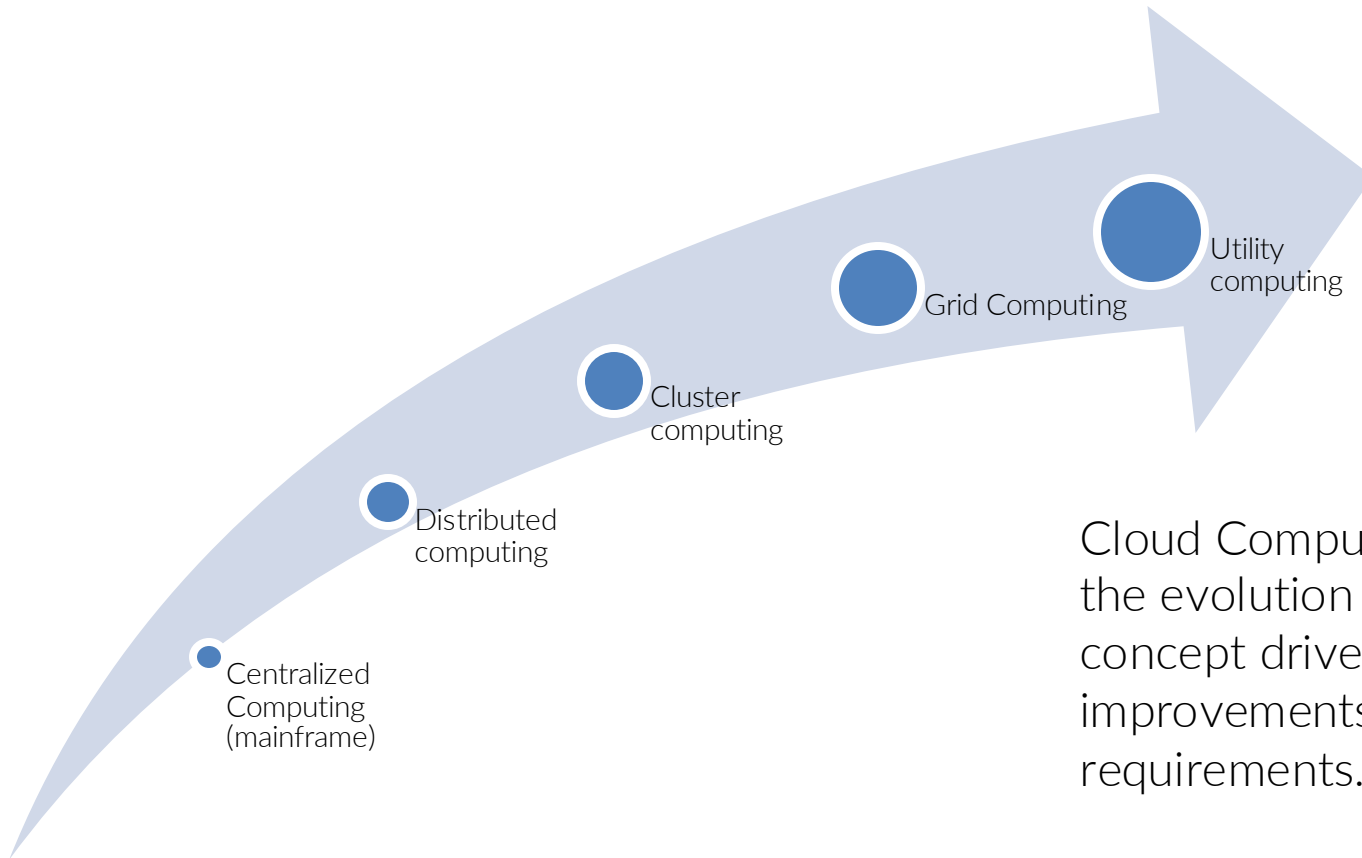 Utility
computing
Grid Computing
Cluster
computing
Distributed
computing
Centralized
Computing
(mainframe)
Cloud Compu
the evolution
concept drive
improvements
requirements.